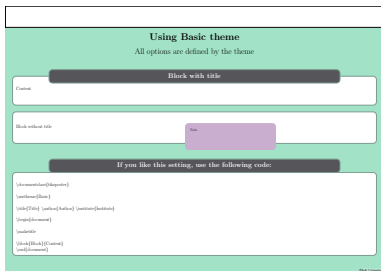 Using Basic theme
All options are defined by the theme
Block with title
Content
Block without title
Note
If you like this setting, use the following code:
\documentclass{tikzposter}
\usetheme{Basic}
\title{Title} \author{Author} \institute{Institute}
\begin{document}
\maketitle
\block{Block}{Content}
\end{document}